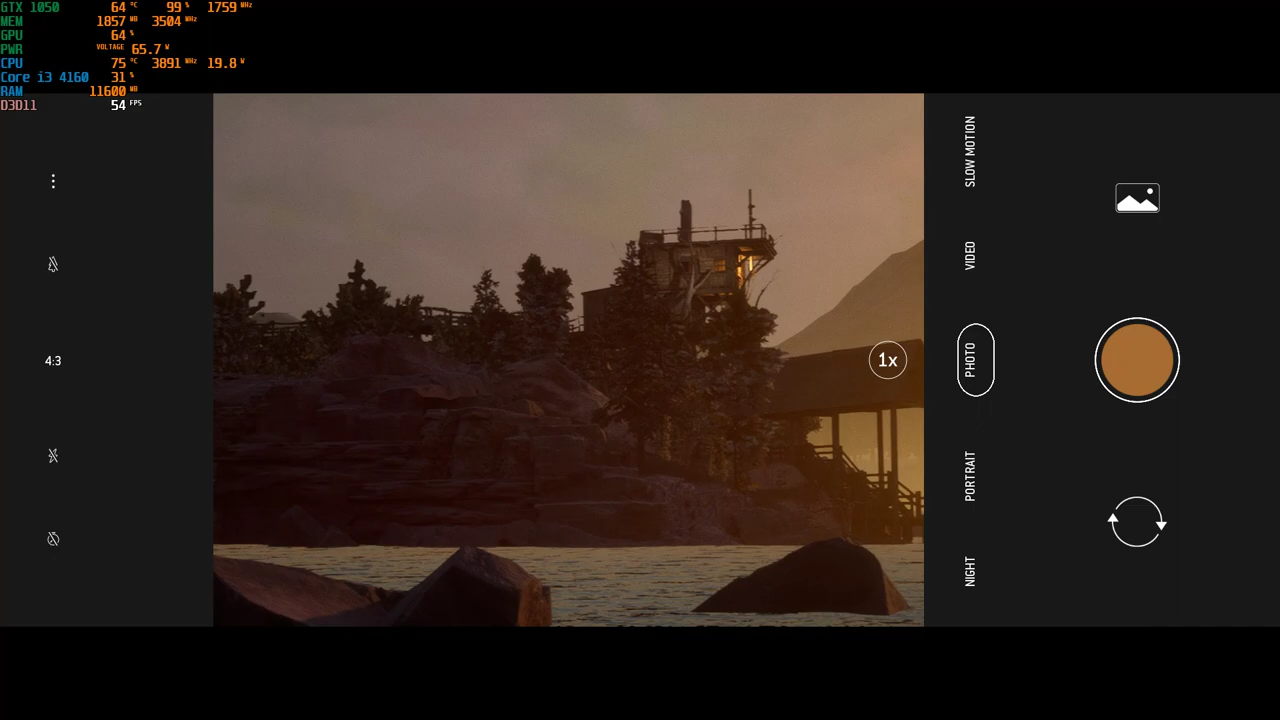 GTX 1050 64 °C 99 % 1759 MHz
MEM 1857 MB 3504 MHz
GPU 64 %
PWR VOLTAGE 65.7 W
CPU 75 °C 3891 MHz 19.8 W
Core i3 4160 31 %
RAM 11600 MB
D3D11 54 FPS
4:3
1x
SLOW MOTION
VIDEO
PHOTO
PORTRAIT
NIGHT